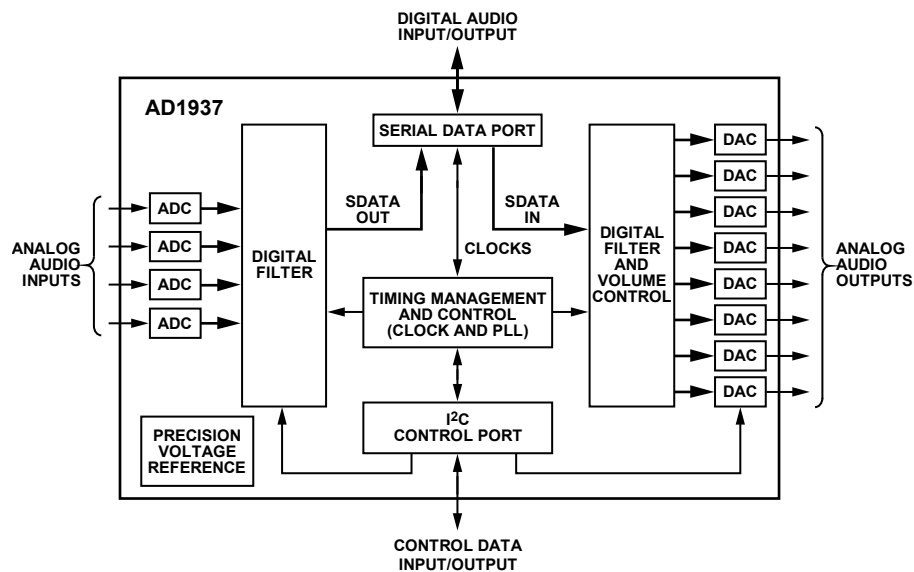 DIGITAL AUDIO
INPUT/OUTPUT
AD1937
SERIAL DATA PORT
ANALOG
AUDIO
INPUTS
ADC
ADC
ADC
ADC
DIGITAL
FILTER
SDATA
OUT
SDATA
IN
CLOCKS
TIMING MANAGEMENT
AND CONTROL
(CLOCK AND PLL)
DIGITAL
FILTER
AND
VOLUME
CONTROL
DAC
DAC
DAC
DAC
DAC
DAC
DAC
DAC
ANALOG
AUDIO
OUTPUTS
PRECISION
VOLTAGE
REFERENCE
I²C
CONTROL PORT
CONTROL DATA
INPUT/OUTPUT